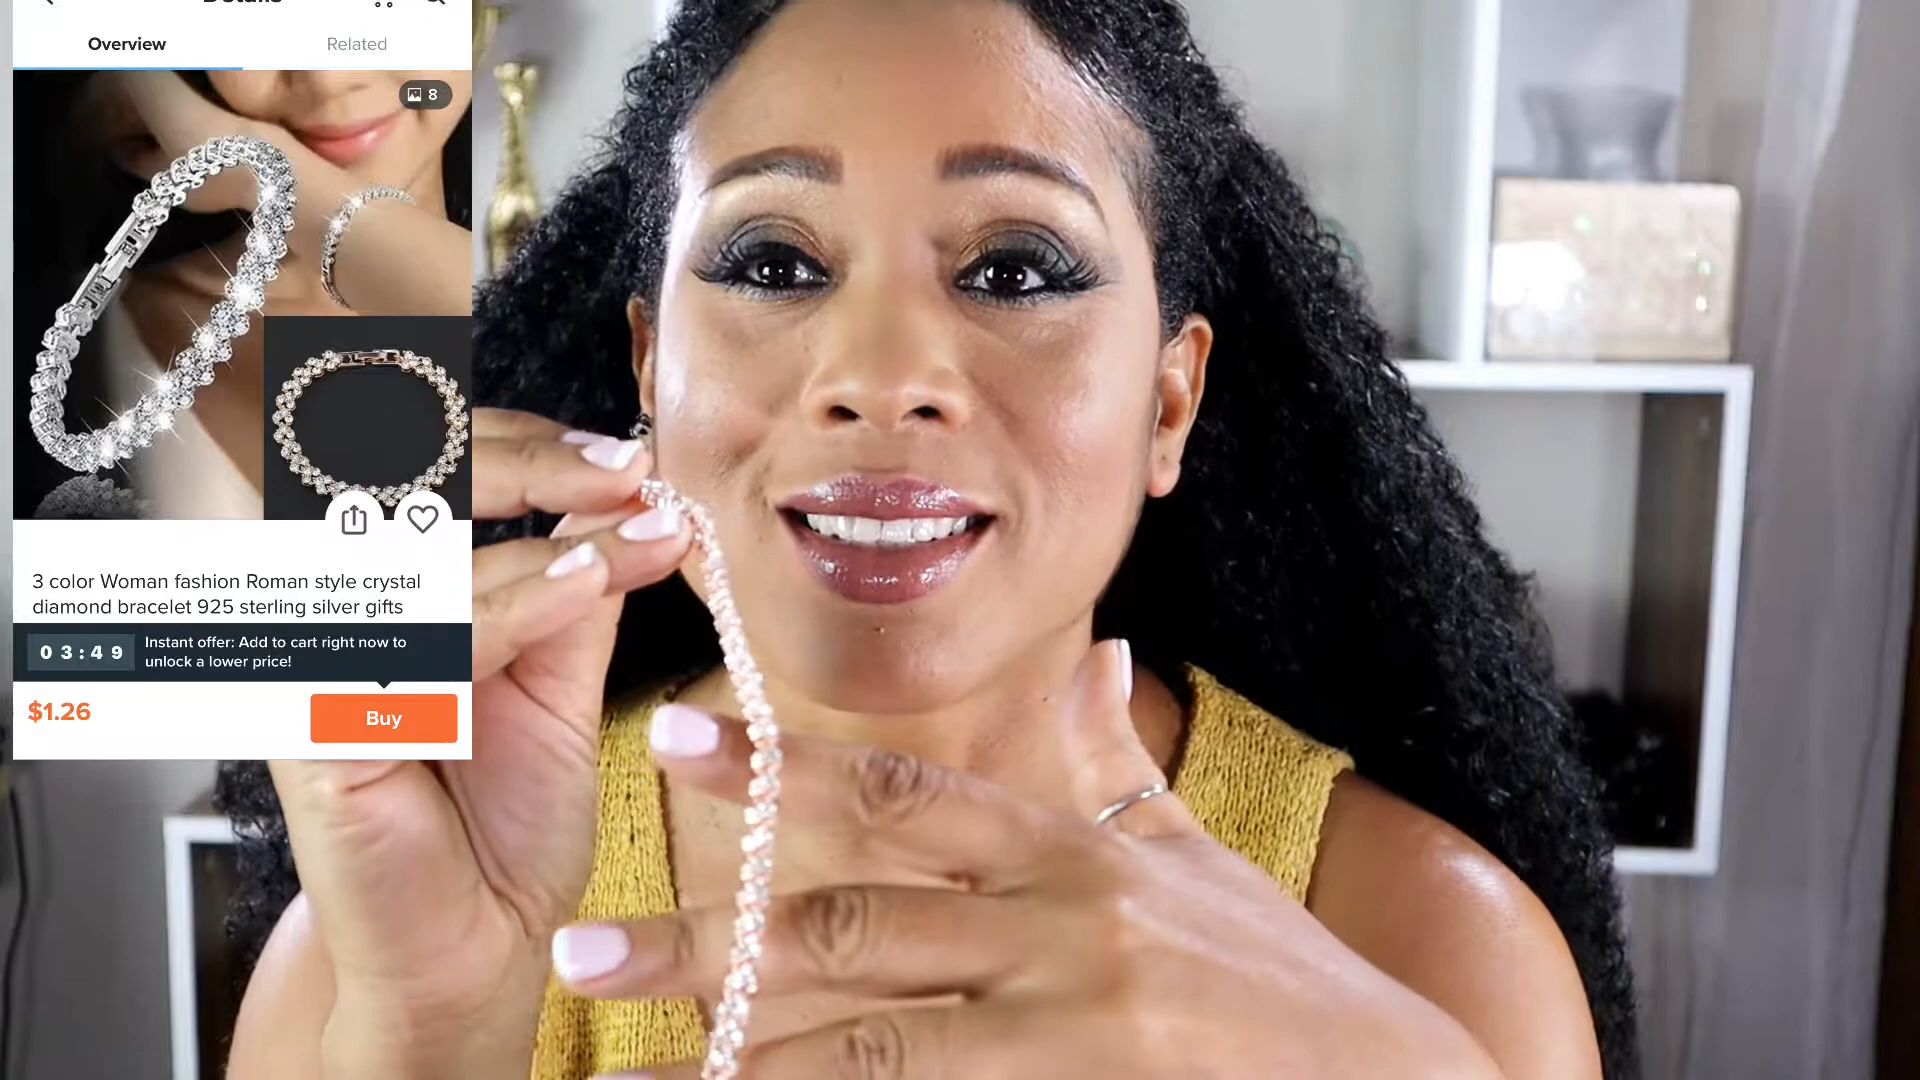 Details
Overview
Related
8
3 color Woman fashion Roman style crystal
diamond bracelet 925 sterling silver gifts
03:49
Instant offer: Add to cart right now to
unlock a lower price!
$1.26
Buy